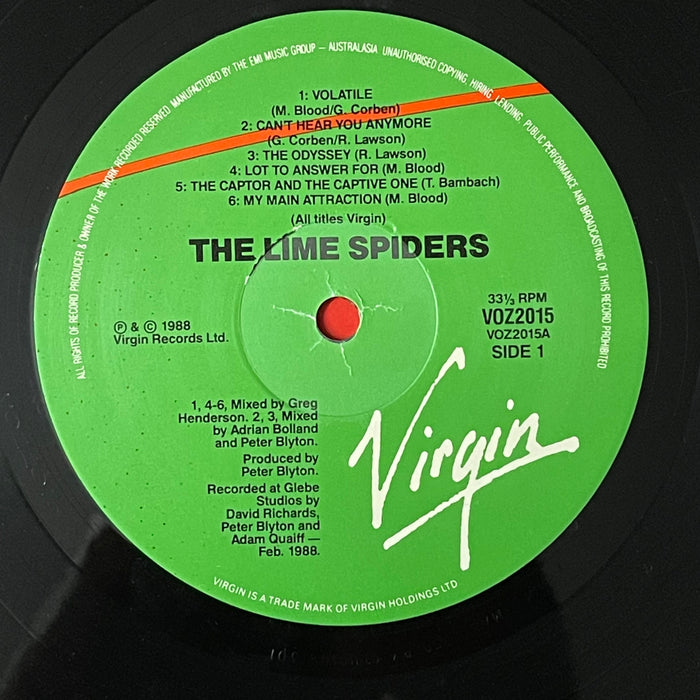 ALL RIGHTS OF RECORD PRODUCER & OWNER OF THE WORK RECORDED RESERVED MANUFACTURED BY THE EMI MUSIC GROUP — AUSTRALASIA UNAUTHORISED COPYING, HIRING, LENDING, PUBLIC PERFORMANCE AND BROADCASTING OF THIS RECORD PROHIBITED
1: VOLATILE
(M. Blood/G. Corben)
2: CAN'T HEAR YOU ANYMORE
(G. Corben/R. Lawson)
3: THE ODYSSEY (R. Lawson)
4: LOT TO ANSWER FOR (M. Blood)
5: THE CAPTOR AND THE CAPTIVE ONE (T. Bambach)
6: MY MAIN ATTRACTION (M. Blood)
(All titles Virgin)
THE LIME SPIDERS
℗ & © 1988
Virgin Records Ltd.
33⅓ RPM
VOZ2015
VOZ2015A
SIDE 1
1, 4-6, Mixed by Greg
Henderson. 2, 3, Mixed
by Adrian Bolland
and Peter Blyton.
Produced by
Peter Blyton.
Recorded at Glebe
Studios by
David Richards,
Peter Blyton and
Adam Quaiff —
Feb. 1988.
Virgin
VIRGIN IS A TRADE MARK OF VIRGIN HOLDINGS LTD